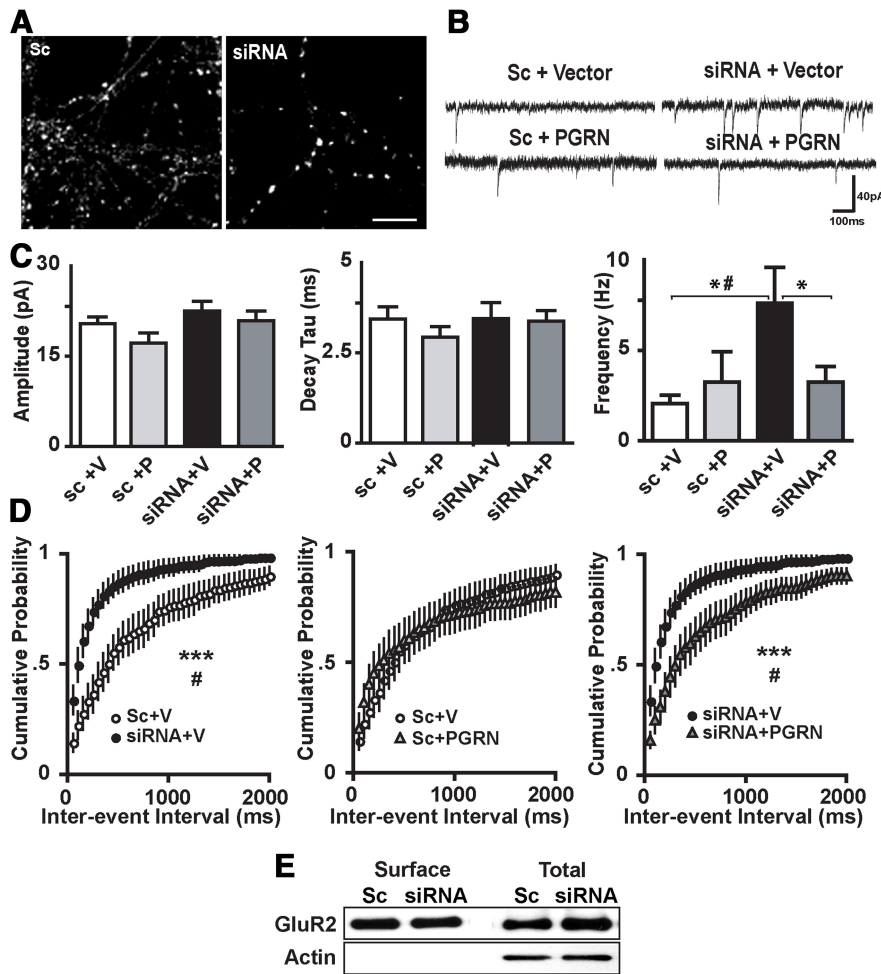 A
B
Sc
siRNA
Sc + Vector
siRNA + Vector
Sc + PGRN
siRNA + PGRN
40pA
100ms
C
Amplitude (pA)
30
15
0
sc +V
sc +P
siRNA+V
siRNA+P
Decay Tau (ms)
5
2.5
0
sc +V
sc +P
siRNA+V
siRNA+P
Frequency (Hz)
10
5
0
*#
*
sc +V
sc +P
siRNA+V
siRNA+P
D
Cumulative Probability
1
.5
0
***
#
Sc+V
siRNA+V
0 1000 2000
Inter-event Interval (ms)
Cumulative Probability
1
.5
0
Sc+V
Sc+PGRN
0 1000 2000
Inter-event Interval (ms)
Cumulative Probability
1
.5
0
***
#
siRNA+V
siRNA+PGRN
0 1000 2000
Inter-event Interval (ms)
E
Surface Total
Sc siRNA Sc siRNA
GluR2
Actin